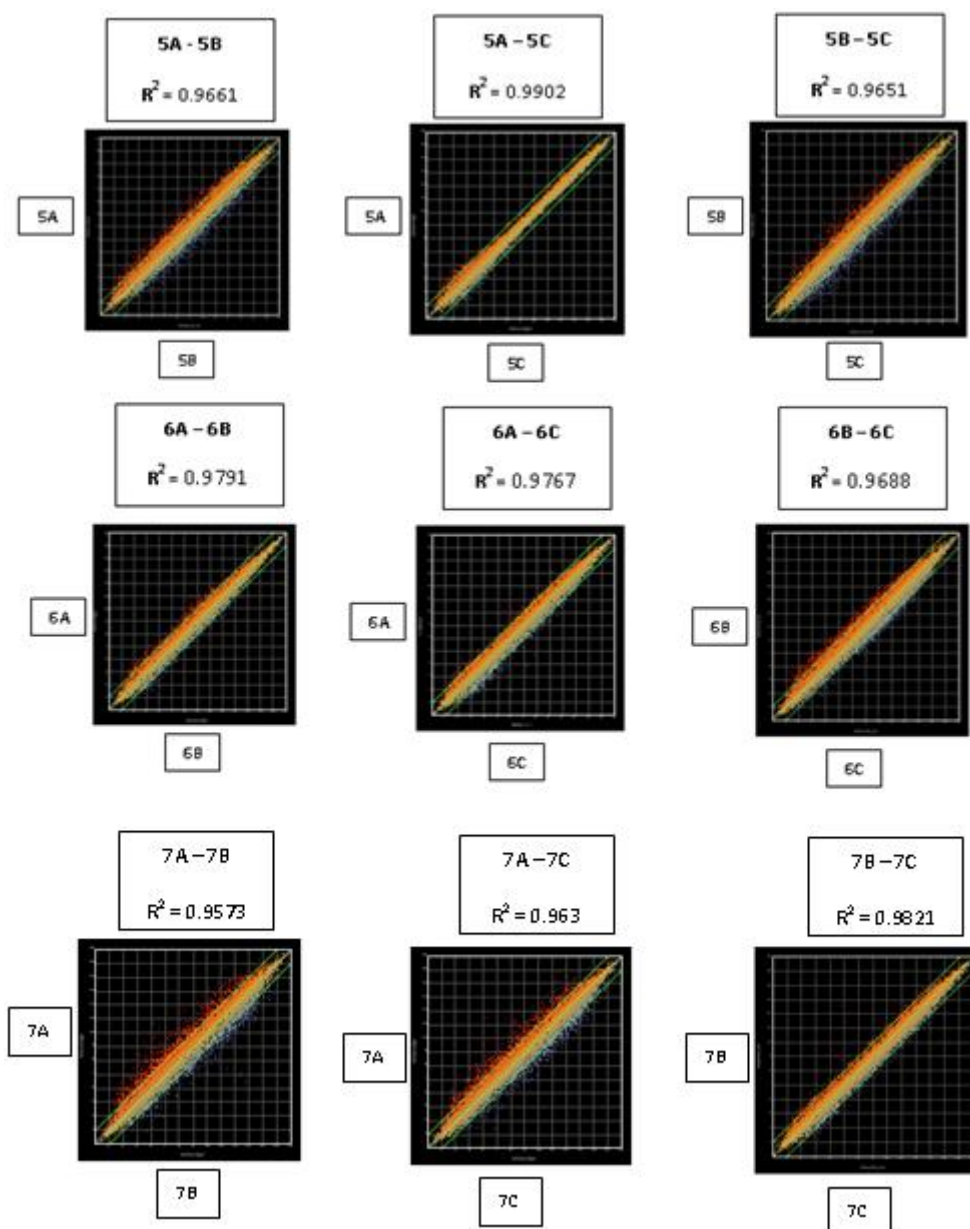 5A - 5B
R² = 0.9661
5A – 5C
R² = 0.9902
5B – 5C
R² = 0.9651
5A
5A
5B
5B
5C
5C
6A – 6B
R² = 0.9791
6A – 6C
R² = 0.9767
6B – 6C
R² = 0.9688
6A
6A
6B
6B
6C
6C
7A – 7B
R² = 0.9573
7A – 7C
R² = 0.963
7B – 7C
R² = 0.9821
7A
7A
7B
7B
7C
7C